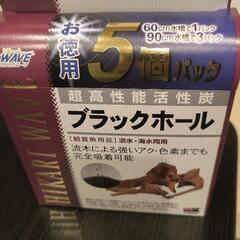 WAVE
お徳用
5個パック
60cm水槽で1パック
90cm水槽で3パック
超高性能活性炭
ブラックホール
【観賞魚用品】淡水・海水両用
流木による強いアク・色素までも
完全吸着可能
HIKARI WAVE